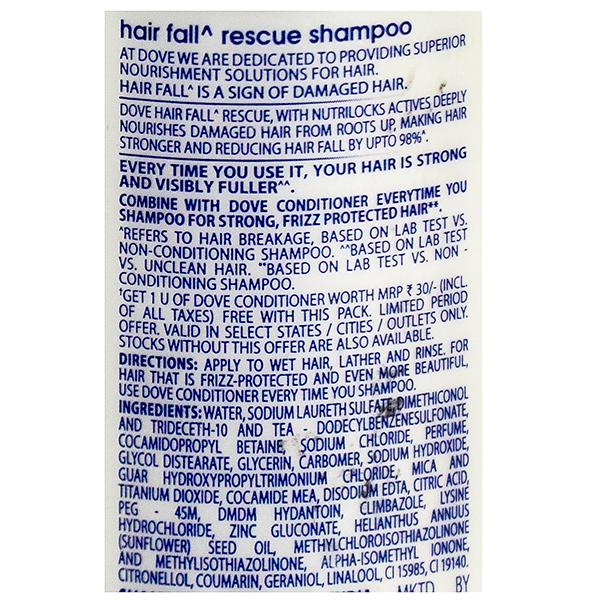 hair fall^ rescue shampoo
AT DOVE WE ARE DEDICATED TO PROVIDING SUPERIOR
NOURISHMENT SOLUTIONS FOR HAIR.
HAIR FALL^ IS A SIGN OF DAMAGED HAIR.
DOVE HAIR FALL^ RESCUE, WITH NUTRILOCKS ACTIVES, DEEPLY
NOURISHES DAMAGED HAIR FROM ROOTS UP, MAKING HAIR
STRONGER AND REDUCING HAIR FALL BY UPTO 98%^.
EVERY TIME YOU USE IT, YOUR HAIR IS STRONG
AND VISIBLY FULLER^^.
COMBINE WITH DOVE CONDITIONER EVERYTIME YOU
SHAMPOO FOR STRONG, FRIZZ PROTECTED HAIR**.
^REFERS TO HAIR BREAKAGE, BASED ON LAB TEST VS.
NON-CONDITIONING SHAMPOO. ^^BASED ON LAB TEST
VS. UNCLEAN HAIR. **BASED ON LAB TEST VS. NON -
CONDITIONING SHAMPOO.
†GET 1 U OF DOVE CONDITIONER WORTH MRP ₹ 30/- (INCL.
OF ALL TAXES) FREE WITH THIS PACK. LIMITED PERIOD
OFFER. VALID IN SELECT STATES / CITIES / OUTLETS ONLY.
STOCKS WITHOUT THIS OFFER ARE ALSO AVAILABLE.
DIRECTIONS: APPLY TO WET HAIR, LATHER AND RINSE. FOR
HAIR THAT IS FRIZZ-PROTECTED AND EVEN MORE BEAUTIFUL,
USE DOVE CONDITIONER EVERY TIME YOU SHAMPOO.
INGREDIENTS: WATER, SODIUM LAURETH SULFATE, DIMETHICONOL
AND TRIDECETH-10 AND TEA - DODECYLBENZENESULFONATE,
COCAMIDOPROPYL BETAINE, SODIUM CHLORIDE, PERFUME,
GLYCOL DISTEARATE, GLYCERIN, CARBOMER, SODIUM HYDROXIDE,
GUAR HYDROXYPROPYLTRIMONIUM CHLORIDE, MICA AND
TITANIUM DIOXIDE, COCAMIDE MEA, DISODIUM EDTA, CITRIC ACID,
PEG - 45M, DMDM HYDANTOIN, CLIMBAZOLE, LYSINE
HYDROCHLORIDE, ZINC GLUCONATE, HELIANTHUS ANNUUS
(SUNFLOWER) SEED OIL, METHYLCHLOROISOTHIAZOLINONE
AND METHYLISOTHIAZOLINONE, ALPHA-ISOMETHYL IONONE,
CITRONELLOL, COUMARIN, GERANIOL, LINALOOL, CI 15985, CI 19140.
MKTD BY